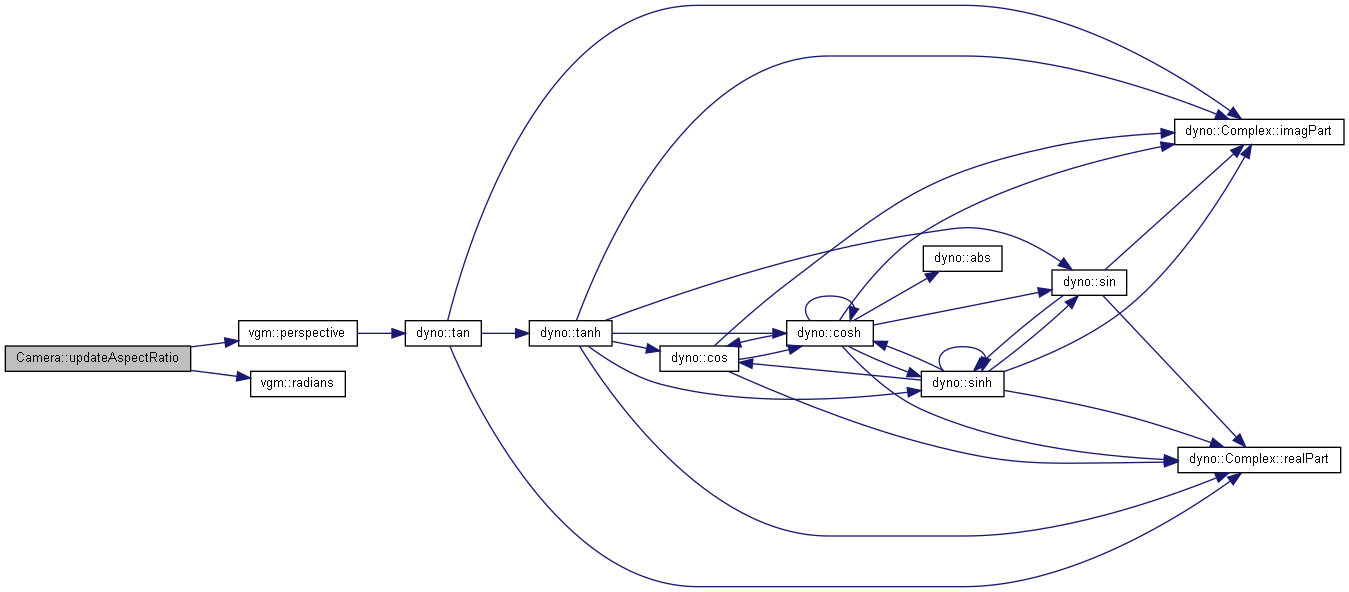 Camera::updateAspectRatio
vgm::perspective
vgm::radians
dyno::tan
dyno::tanh
dyno::cos
dyno::cosh
dyno::abs
dyno::sinh
dyno::sin
dyno::Complex::imagPart
dyno::Complex::realPart